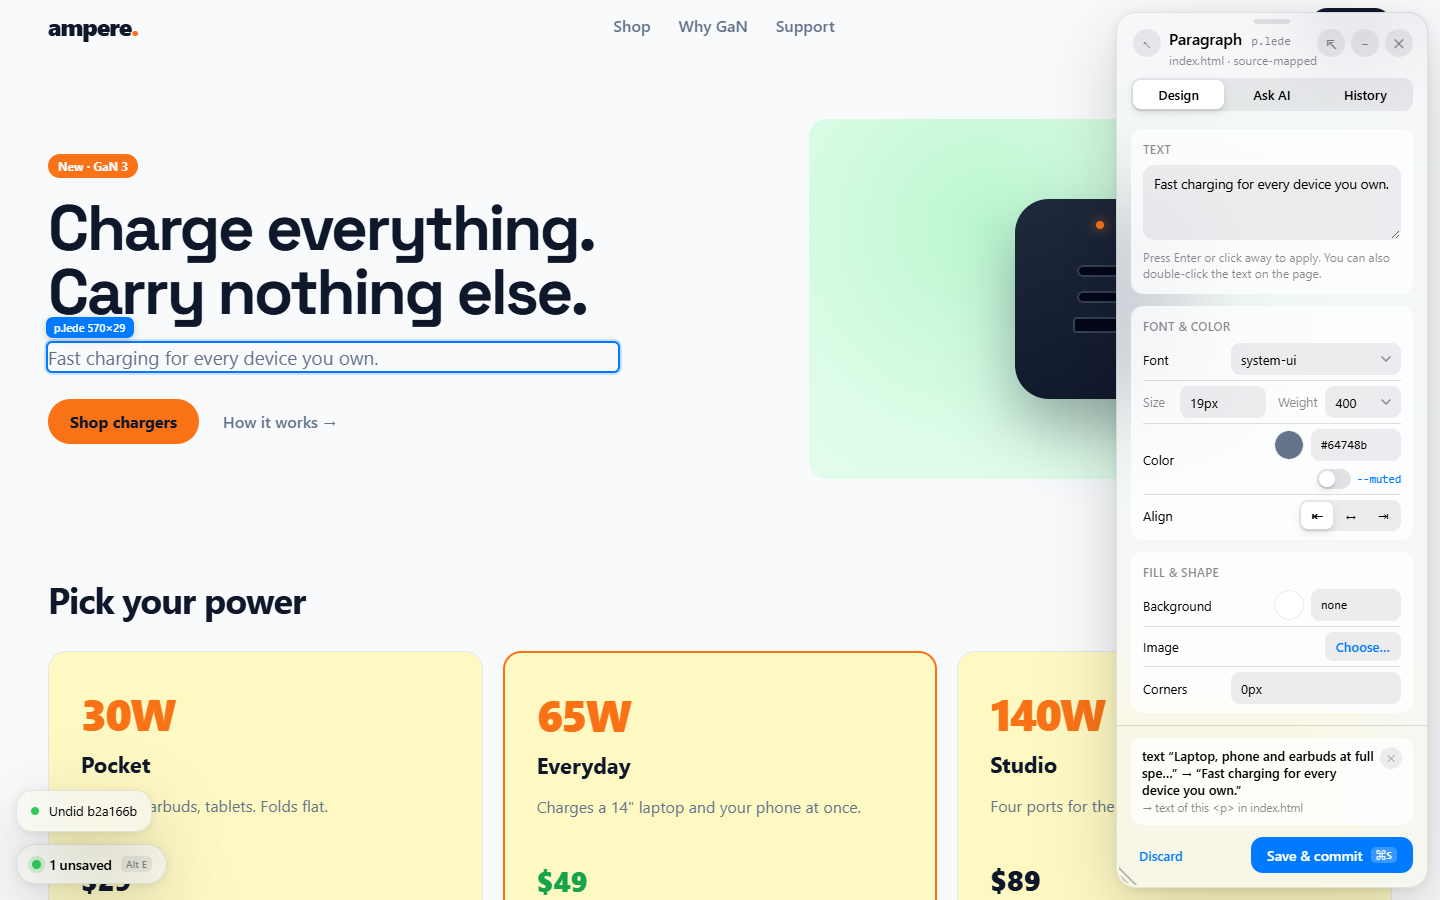 ampere.
Shop
Why GaN
Support
New · GaN 3
Charge everything.
Carry nothing else.
p.lede 570×29
Fast charging for every device you own.
Shop chargers
How it works →
Pick your power
30W
Pocket
arbuds, tablets. Folds flat.
65W
Everyday
Charges a 14" laptop and your phone at once.
$49
140W
Studio
Four ports for the
$89
Undid b2a166b
1 unsaved
Alt E
Paragraph
p.lede
index.html · source-mapped
Design
Ask AI
History
TEXT
Fast charging for every device you own.
Press Enter or click away to apply. You can also
double-click the text on the page.
FONT & COLOR
Font
system-ui
Size
19px
Weight
400
Color
#64748b
--muted
Align
FILL & SHAPE
Background
none
Image
Choose...
Corners
0px
text “Laptop, phone and earbuds at full
spe…” → “Fast charging for every
device you own.”
→ text of this <p> in index.html
Discard
Save & commit
⌘S